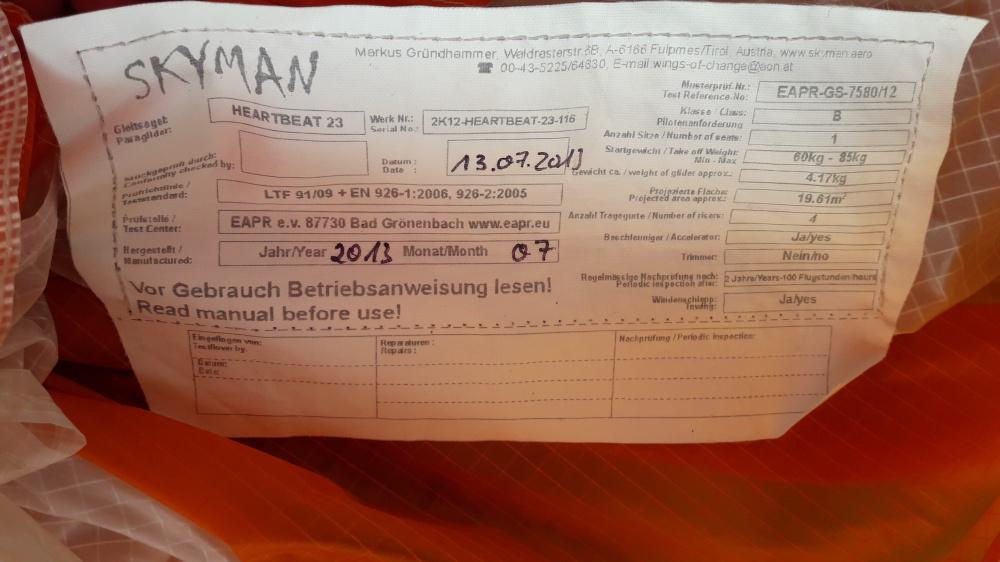 SKYMAN
Markus Gründhammer, Waldrasterstr.8B, A-6166 Fulpmes/Tirol, Austria, www.skyman.aero
☎ 00-43-5225/64830, E-mail:wings-of-change@aon.at
Gleitsegel: HEARTBEAT 23
Paraglider:
Werk Nr.: 2K12-HEARTBEAT-23-116
Serial No.:
Stückgeprüft durch:
Conformity checked by:
Datum : 13.07.2013
Date :
Prüfrichtlinie / LTF 91/09 + EN 926-1:2006, 926-2:2005
Teststandard:
Prüfstelle / EAPR e.v. 87730 Bad Grönenbach www.eapr.eu
Test Center:
Hergestellt / Jahr/Year 2013 Monat/Month 07
Manufactured:
Vor Gebrauch Betriebsanweisung lesen!
Read manual before use!
Musterprüf.Nr.: EAPR-GS-7580/12
Test Reference.No:
Klasse / Class: B
Pilotenanforderung
Anzahl Sitze / Number of seats: 1
Startgewicht / Take off Weight: 60kg - 85kg
Min - Max
Gewicht ca. / weight of glider approx.: 4.17kg
Projizierte Fläche: 19.61m²
Projected area approx.:
Anzahl Tragegurte / Number of risers: 4
Beschleuniger / Accelerator: Ja/yes
Trimmer: Nein/no
Regelmässige Nachprüfung nach: 2 Jahre/Years-100 Flugstunden/hours
Periodic inspection after:
Windenschlepp: Ja/yes
Towing:
Eingeflogen von:
Testflown by:
Datum:
Date:
Reparaturen :
Repairs :
Nachprüfung / Periodic Inspection: